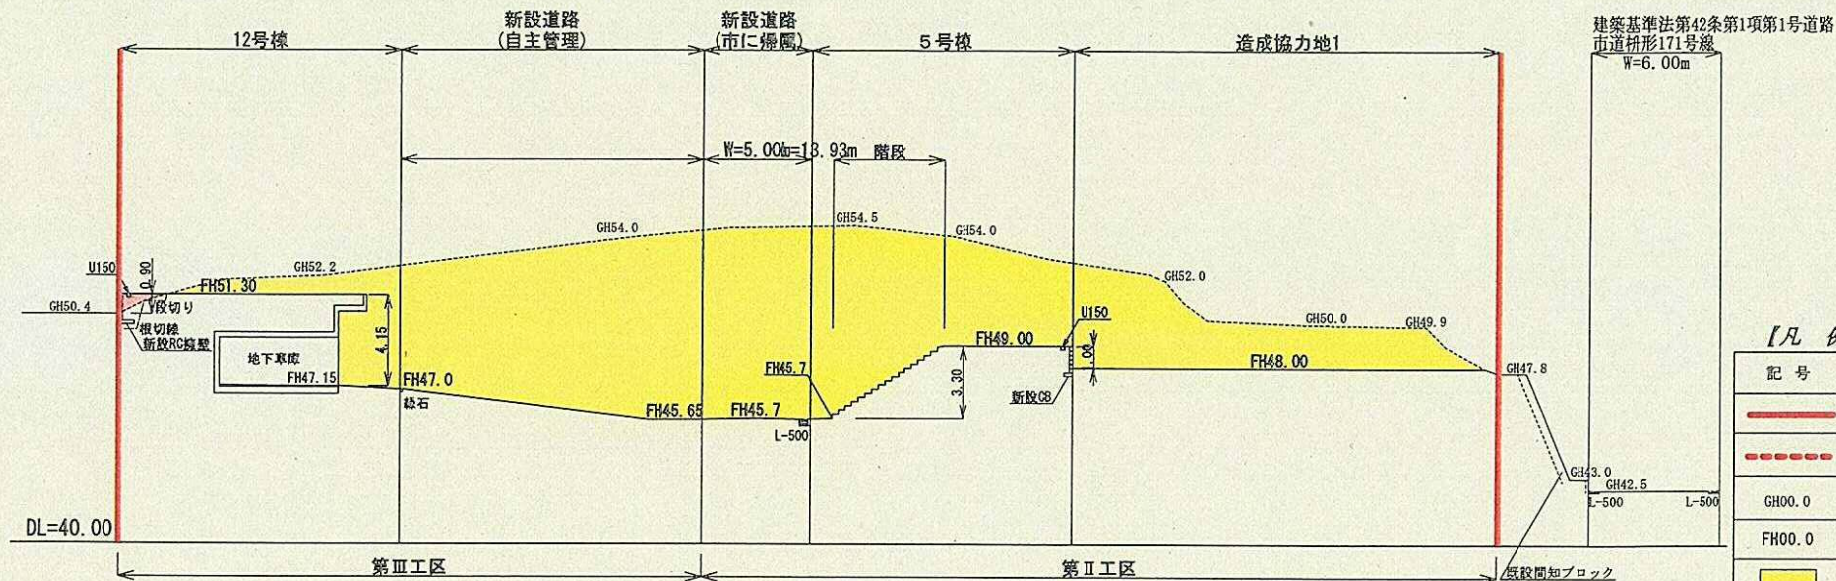 12号棟
新設道路
(自主管理)
新設道路
(市に帰属)
5号棟
造成協力地1
建築基準法第42条第1項第1号道路
市道枡形171号線
W=6.00m
W=5.00m
=13.93m 階段
GH54.0
GH54.5
GH54.0
U150
0.90
GH52.2
GH52.0
FH51.30
GH50.4
段切り
根切線
新設RC擁壁
4.15
地下車庫
FH47.15
FH47.0
縁石
FH45.65
FH45.7
L-500
FH45.7
3.30
FH49.00
U150
1.00
新設CB
FH48.00
GH50.0
GH49.9
GH47.8
GH43.0
GH42.5
L-500
L-500
DL=40.00
第Ⅲ工区
第Ⅱ工区
既設間知ブロック
【凡
記号
GH00.0
FH00.0